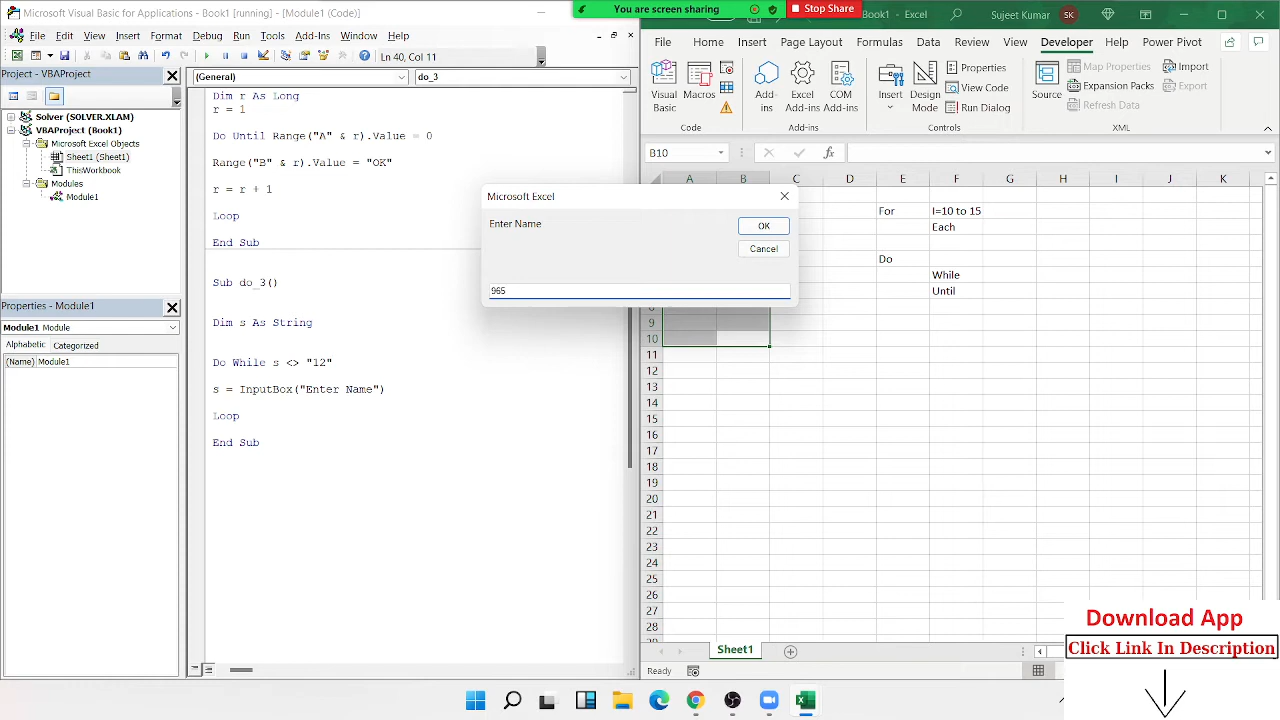 Microsoft Visual Basic for Applications - Book1 [running] - [Module1 (Code)]
You are screen sharing
Stop Share
Book1 - Excel
Sujeet Kumar
SK
File Edit View Insert Format Debug Run Tools Add-Ins Window Help
Ln 40, Col 11
File Home Insert Page Layout Formulas Data Review View Developer Help Power Pivot
Visual Basic
Macros
Code
Add-ins
Excel Add-ins
COM Add-ins
Add-ins
Insert
Design Mode
Properties
View Code
Run Dialog
Controls
Source
Map Properties
Expansion Packs
Refresh Data
Import
Export
XML
Project - VBAProject
Solver (SOLVER.XLAM)
VBAProject (Book1)
Microsoft Excel Objects
Sheet1 (Sheet1)
ThisWorkbook
Modules
Module1
Properties - Module1
Module1 Module
Alphabetic Categorized
(Name) Module1
(General)
do_3
Dim r As Long
r = 1
Do Until Range("A" & r).Value = 0
Range("B" & r).Value = "OK"
r = r + 1
Loop
End Sub
Sub do_3()
Dim s As String
Do While s <> "12"
s = InputBox("Enter Name")
Loop
End Sub
Microsoft Excel
Enter Name
OK
Cancel
965
B10
fx
A B C D E F G H I J K
For I=10 to 15
Each
Do
While
Until
9
10
11
12
13
14
15
16
17
18
19
20
21
22
23
24
25
26
27
28
Sheet1
Ready
Download App
Click Link In Description